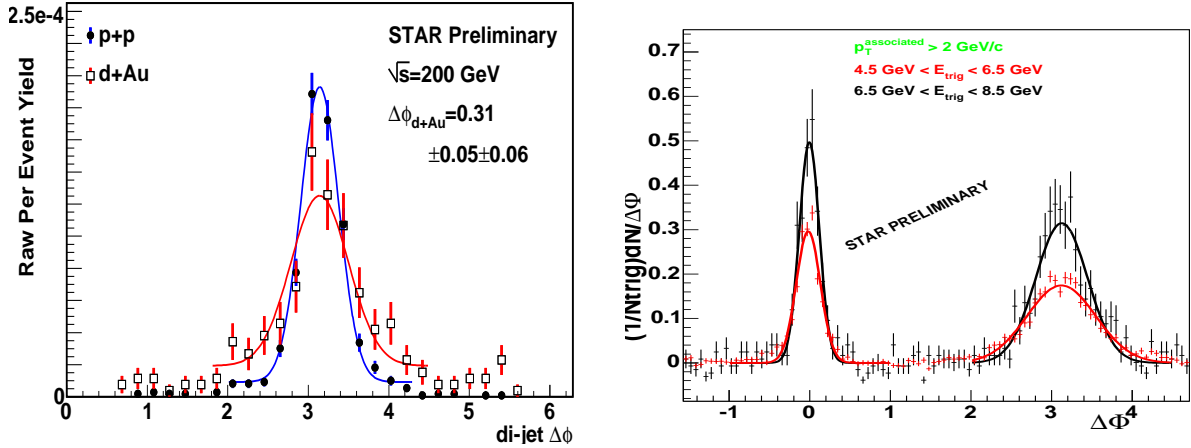 2.5e-4
p+p
d+Au
STAR Preliminary
√s=200 GeV
Δϕd+Au=0.31
±0.05±0.06
Raw Per Event Yield
0
0 1 2 3 4 5 6
di-jet Δϕ
pTassociated > 2 GeV/c
4.5 GeV < Etrig < 6.5 GeV
6.5 GeV < Etrig < 8.5 GeV
STAR PRELIMINARY
(1/Ntrig)dN/ΔΦ
0.7
0.6
0.5
0.4
0.3
0.2
0.1
0
-1 0 1 2 3 4
ΔΦ